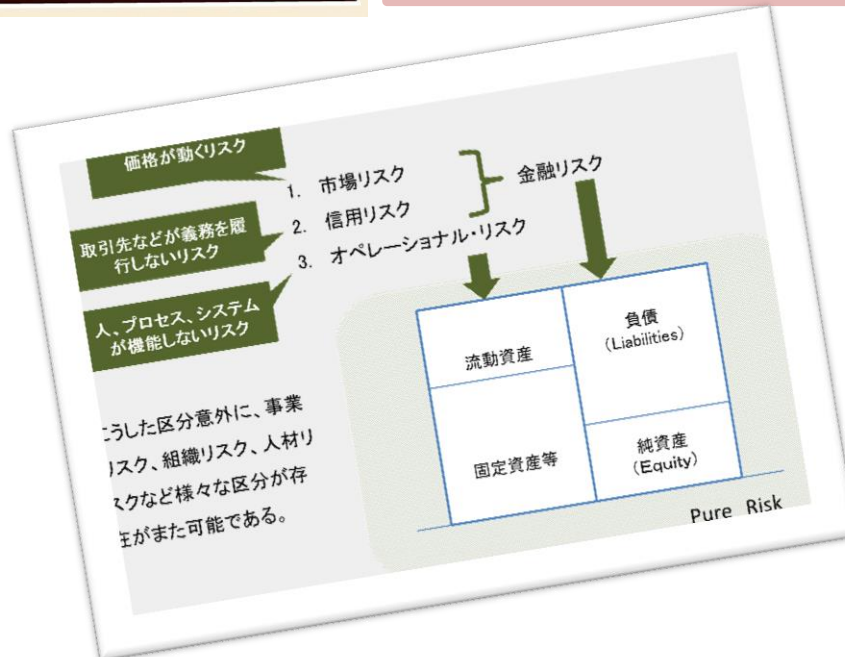 価格が動くリスク
取引先などが義務を履
行しないリスク
人、プロセス、システム
が機能しないリスク
1. 市場リスク
2. 信用リスク
3. オペレーショナル・リスク
金融リスク
流動資産
固定資産等
負債
(Liabilities)
純資産
(Equity)
こうした区分意外に、事業
リスク、組織リスク、人材リ
スクなど様々な区分が存
在がまた可能である。
Pure Risk